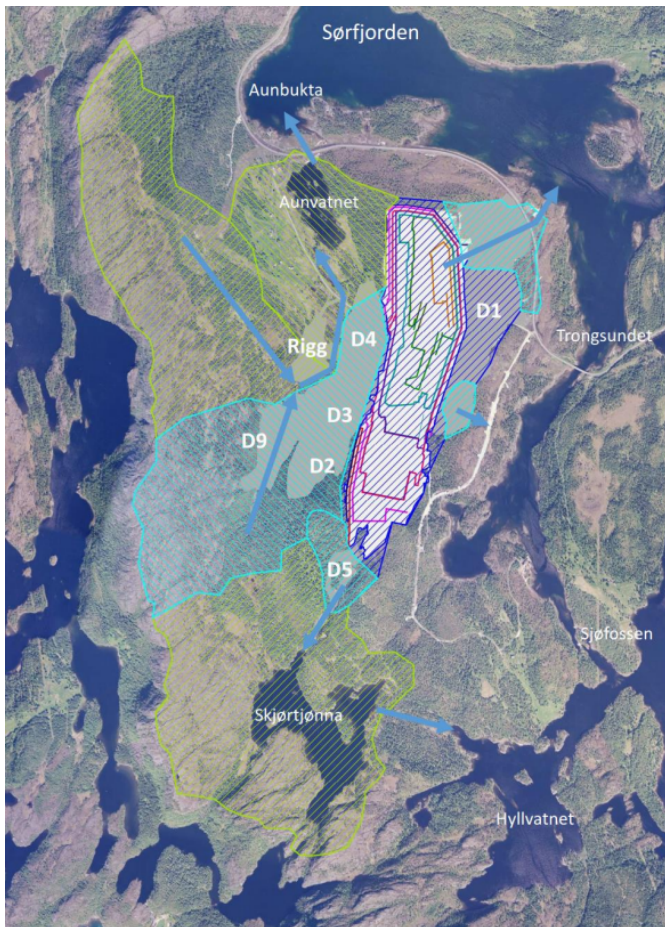 Sørfjorden
Aunbukta
Aunvatnet
D1
Trongsundet
D4
Rigg
D3
D9
D2
D5
Sjøfossen
Skjørtjønna
Hyllvatnet